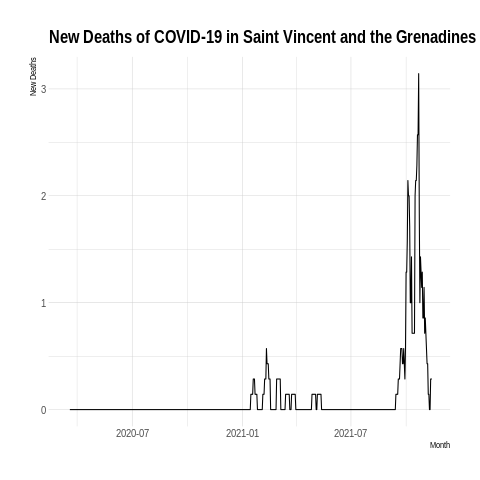 New Deaths of COVID-19 in Saint Vincent and the Grenadines
New Deaths
3
2
1
0
2020-07
2021-01
2021-07
Month